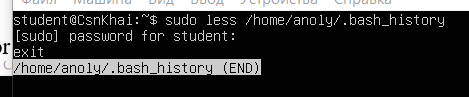 Файл Машина Вид Ввод Устройства Справка
student@CsnKhai:~$ sudo less /home/anoly/.bash_history
[sudo] password for student:
exit
/home/anoly/.bash_history (END)